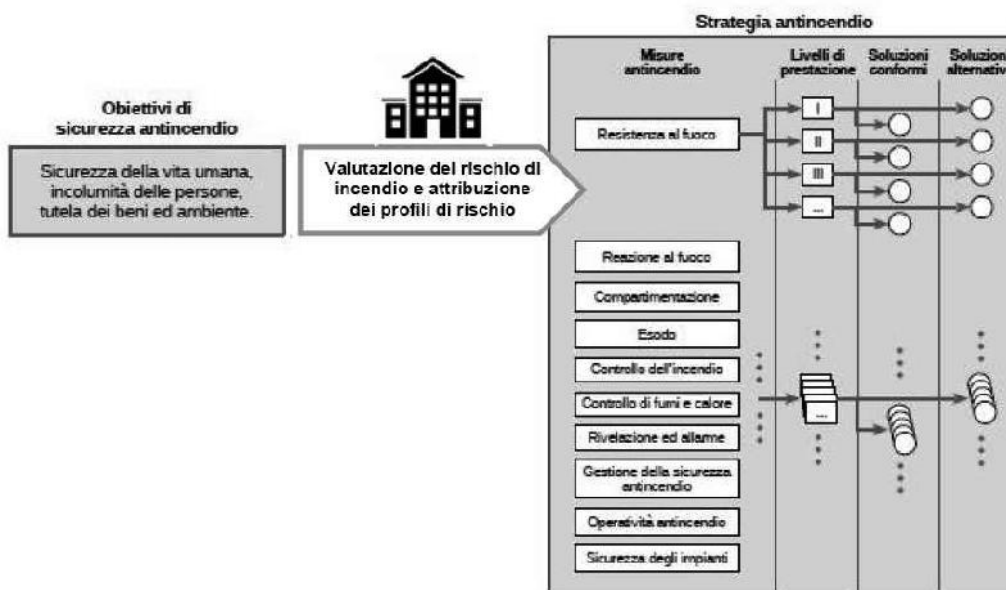 Strategia antincendio
Obiettivi di
sicurezza antincendio
Sicurezza della vita umana,
incolumità delle persone,
tutela dei beni ed ambiente.
Valutazione del rischio di
incendio e attribuzione
dei profili di rischio
Misure
antincendio
Livelli di
prestazione
Soluzioni
conformi
Soluzion
alternativ
Resistenza al fuoco
I
II
III
...
Reazione al fuoco
Compartimentazione
Esodo
Controllo dell'incendio
Controllo di fumi e calore
Rivelazione ed allarme
Gestione della sicurezza
antincendio
Operatività antincendio
Sicurezza degli impianti
...